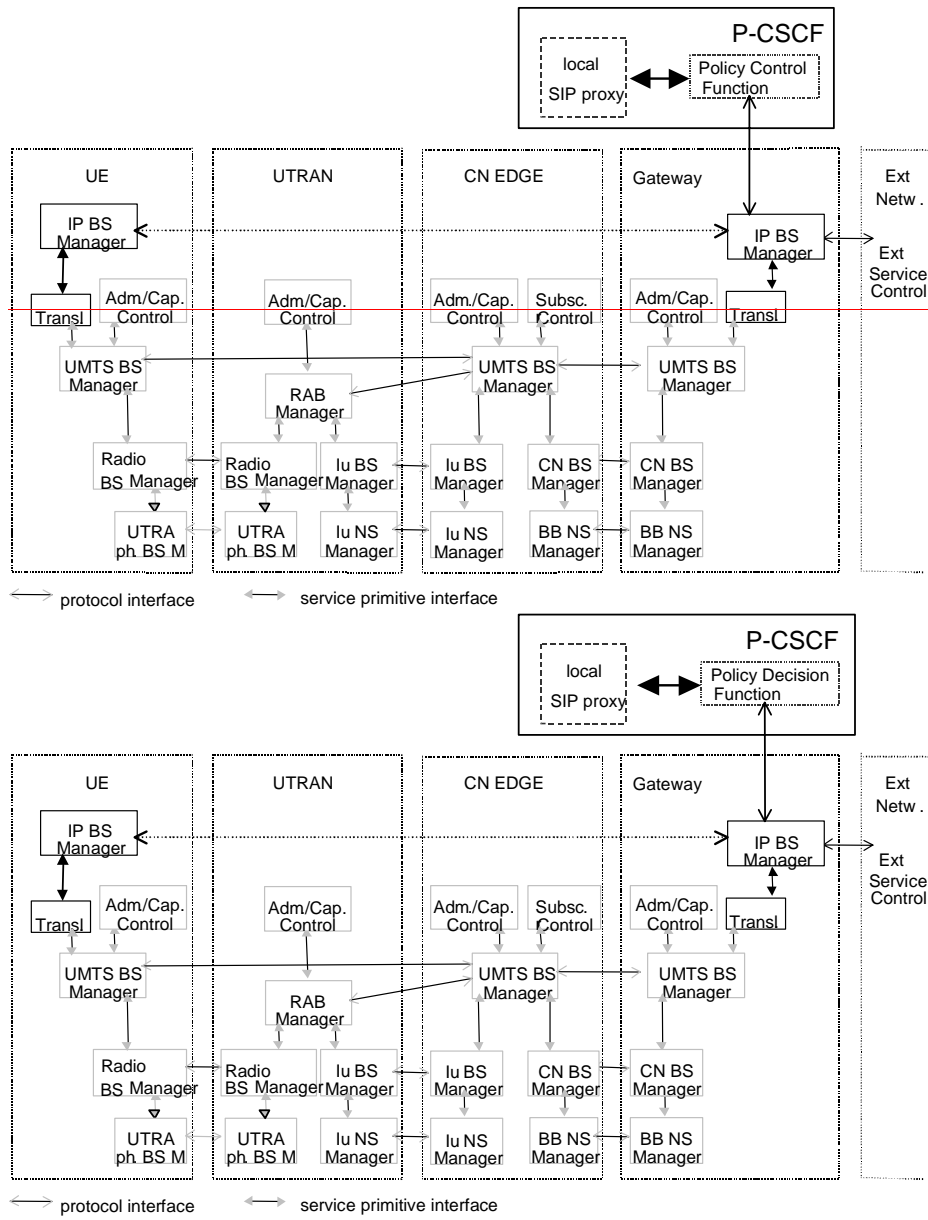 P-CSCF
local
SIP proxy
Policy Control
Function
UE
UTRAN
CN EDGE
Gateway
Ext
Netw .
IP BS
Manager
IP BS
Manager
Ext
Service
Control
Transl
Adm/Cap.
Control
Adm/Cap.
Control
Adm./Cap.
Control
Subsc.
Adm/Cap.
Control
Transl
UMTS BS
Manager
RAB
Manager
UMTS BS
Manager
UMTS BS
Manager
Radio
BS Manager
Radio
BS Manager
Iu BS
Manager
Iu BS
Manager
CN BS
Manager
CN BS
Manager
UTRA
ph. BS M
UTRA
ph. BS M
Iu NS
Manager
Iu NS
Manager
BB NS
Manager
BB NS
Manager
protocol interface
service primitive interface
P-CSCF
local
SIP proxy
Policy Decision
Function
UE
UTRAN
CN EDGE
Gateway
Ext
Netw .
IP BS
Manager
IP BS
Manager
Ext
Service
Control
Transl
Adm/Cap.
Control
Adm/Cap.
Control
Adm./Cap.
Control
Subsc.
Control
Adm/Cap.
Control
Transl
UMTS BS
Manager
RAB
Manager
UMTS BS
Manager
UMTS BS
Manager
Radio
BS Manager
Radio
BS Manager
Iu BS
Manager
Iu BS
Manager
CN BS
Manager
CN BS
Manager
UTRA
ph. BS M
UTRA
ph. BS M
Iu NS
Manager
Iu NS
Manager
BB NS
Manager
BB NS
Manager
protocol interface
service primitive interface